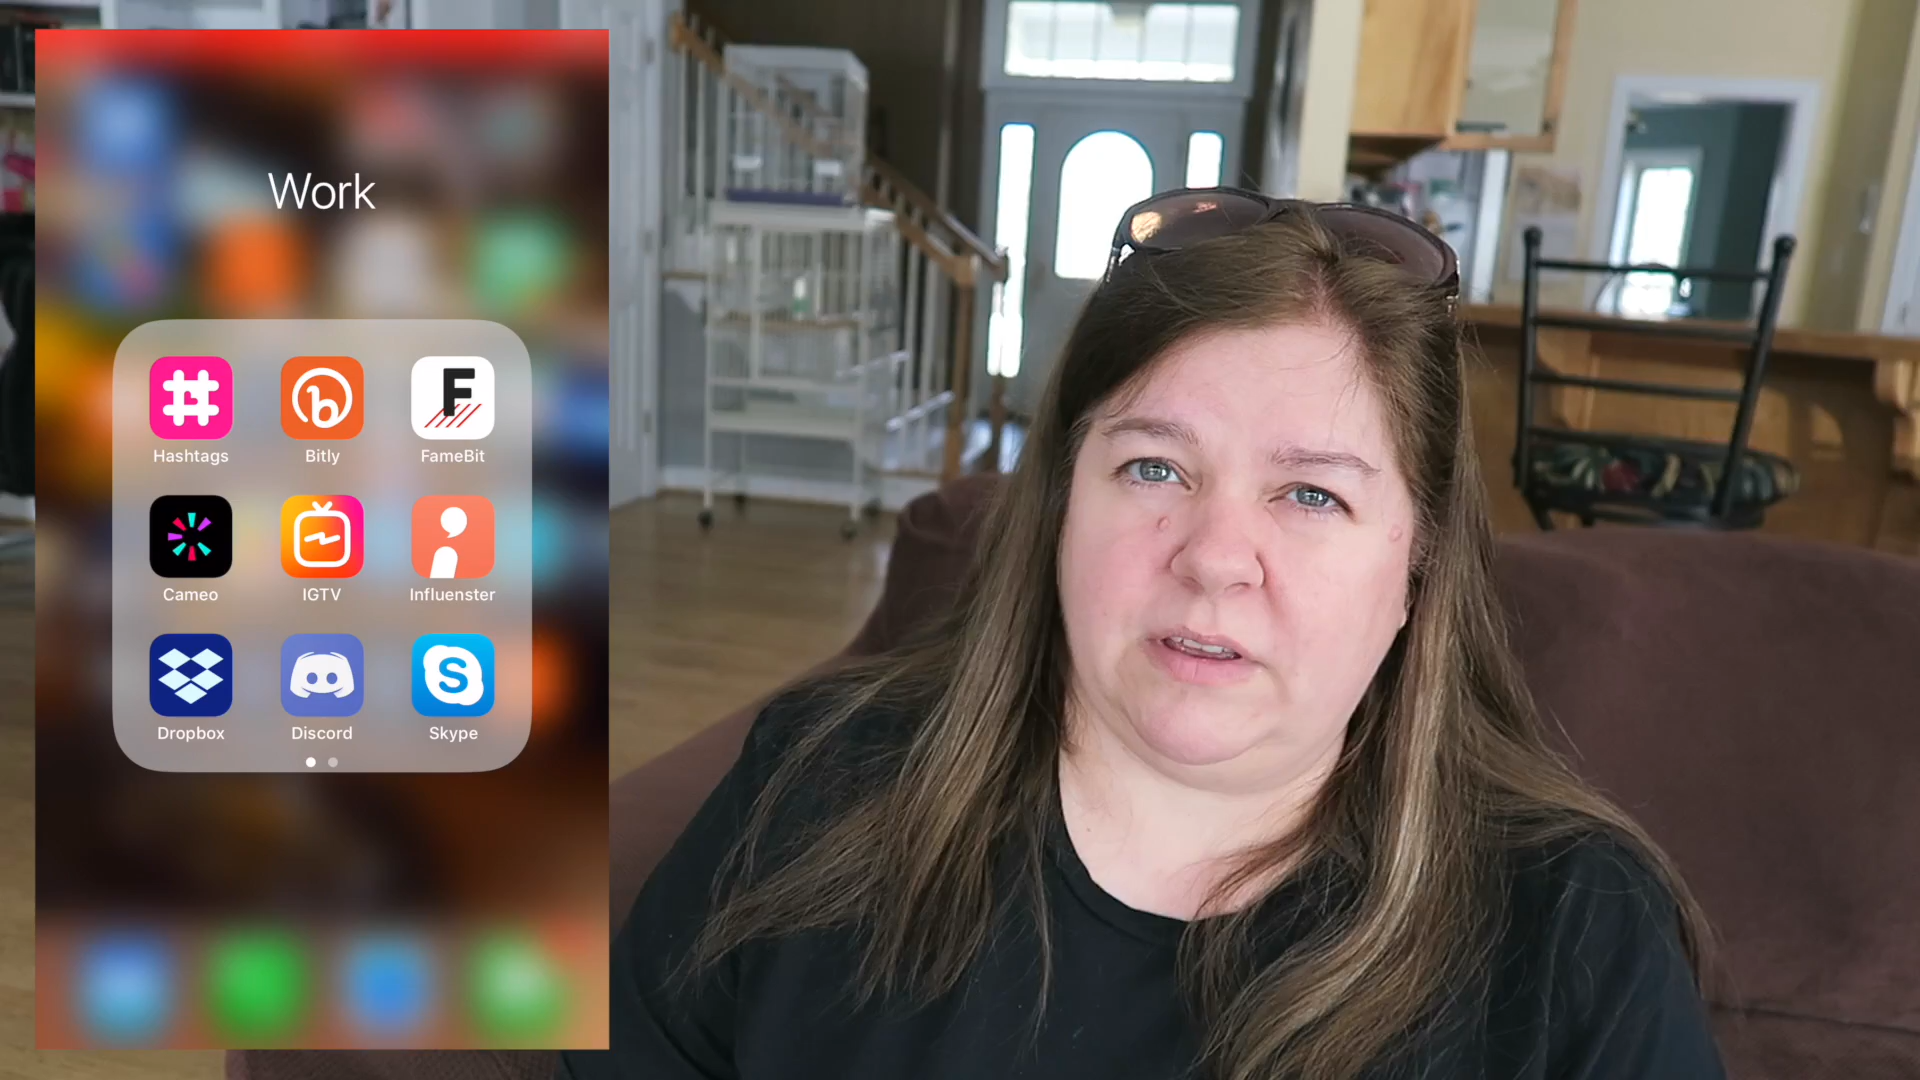 Work
Hashtags Bitly FameBit
Cameo IGTV Influenster
Dropbox Discord Skype